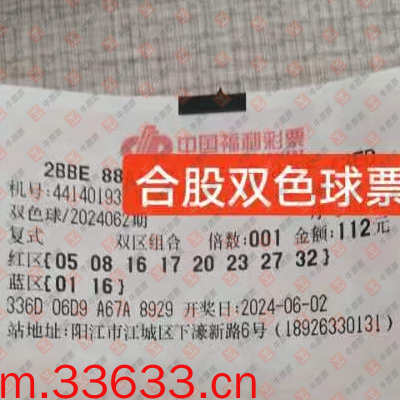 中国福利彩票
2BBE 88
合股双色球票
机号:44140193
双色球/2024062期
复式 双区组合 倍数:001 金额:112元
红区{05 08 16 17 20 23 27 32}
蓝区{01 16}
336D 06D9 A67A 8929 开奖日:2024-06-02
站地址:阳江市江城区下濠新路6号(18926330131)
m.33633.cn